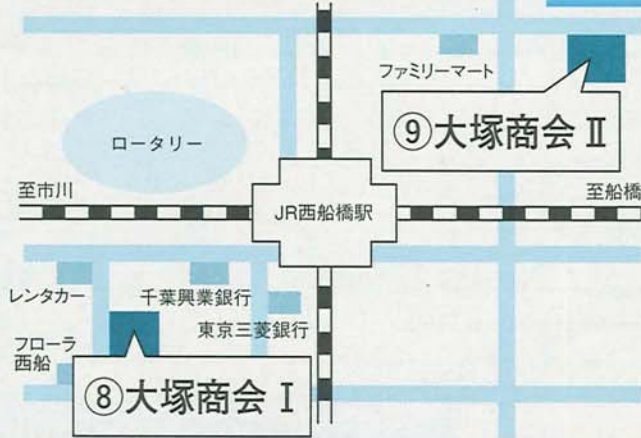 ファミリーマート
⑨大塚商会 Ⅱ
ロータリー
至市川
JR西船橋駅
至船橋
レンタカー
千葉興業銀行
東京三菱銀行
フローラ
西船
⑧大塚商会 Ⅰ